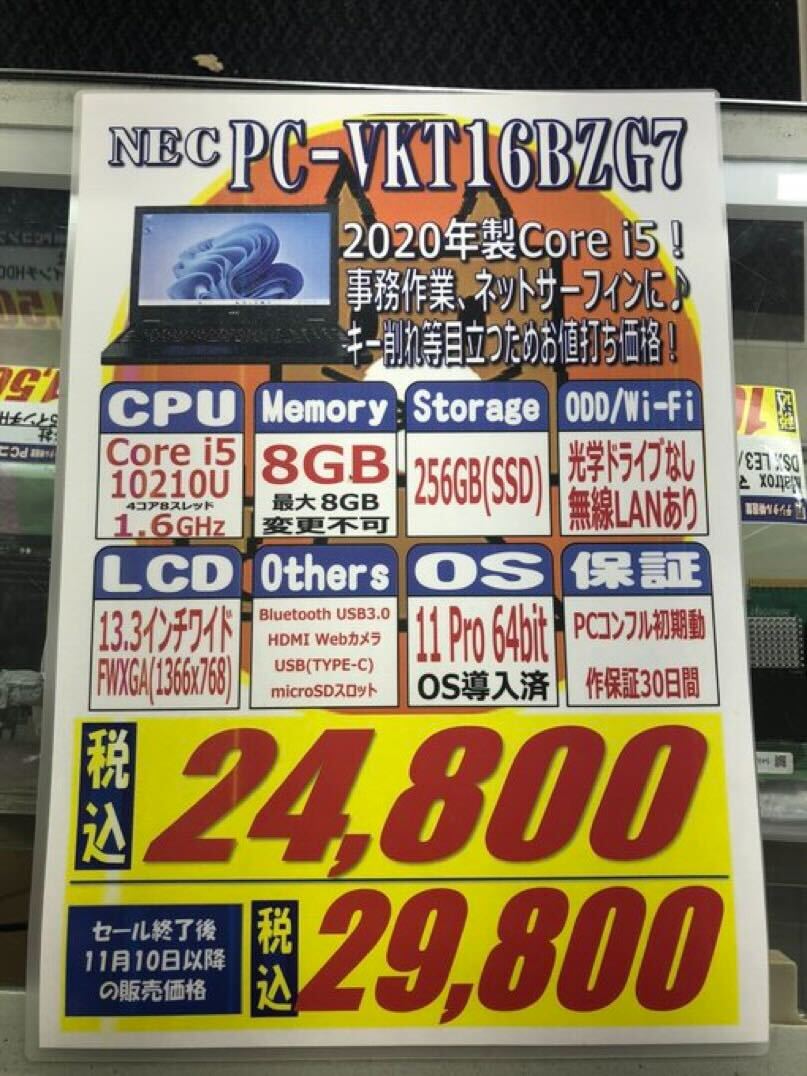 NEC PC-VKT16BZG7
2020年製Core i5！
事務作業、ネットサーフィンに♪
キー削れ等目立つためお値打ち価格！
CPU
Core i5
10210U
4コア8スレッド
1.6GHz
Memory
8GB
最大8GB
変更不可
Storage
256GB(SSD)
ODD/Wi-Fi
光学ドライブなし
無線LANあり
LCD
13.3インチワイド
FWXGA(1366x768)
Others
Bluetooth USB3.0
HDMI Webカメラ
USB(TYPE-C)
microSDスロット
OS
11 Pro 64bit
OS導入済
保証
PCコンフル初期動
作保証30日間
税込
24,800
セール終了後
11月10日以降
の販売価格
税込
29,800